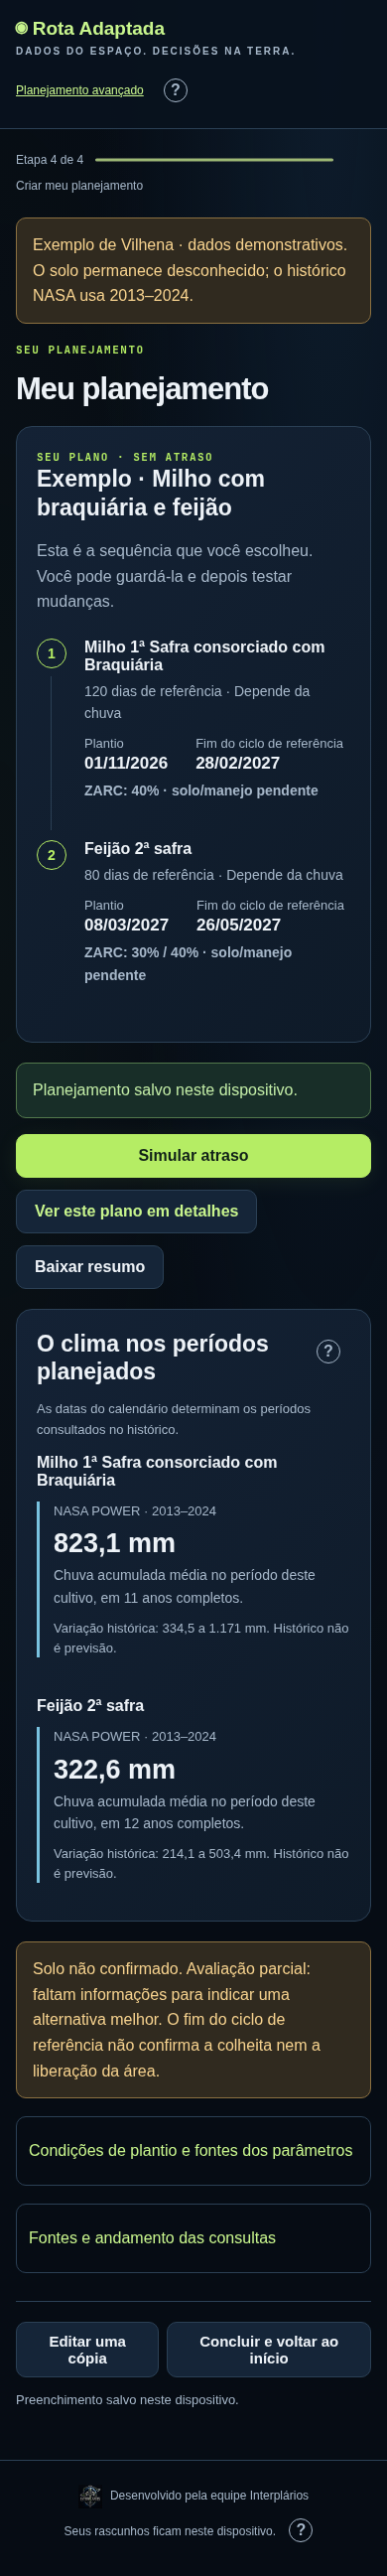 Rota Adaptada
DADOS DO ESPAÇO. DECISÕES NA TERRA.
Planejamento avançado ?
Etapa 4 de 4
Criar meu planejamento
Exemplo de Vilhena · dados demonstrativos.
O solo permanece desconhecido; o histórico
NASA usa 2013–2024.
SEU PLANEJAMENTO
Meu planejamento
SEU PLANO · SEM ATRASO
Exemplo · Milho com
braquiária e feijão
Esta é a sequência que você escolheu.
Você pode guardá-la e depois testar
mudanças.
1
Milho 1ª Safra consorciado com
Braquiária
120 dias de referência · Depende da
chuva
Plantio Fim do ciclo de referência
01/11/2026 28/02/2027
ZARC: 40% · solo/manejo pendente
2
Feijão 2ª safra
80 dias de referência · Depende da chuva
Plantio Fim do ciclo de referência
08/03/2027 26/05/2027
ZARC: 30% / 40% · solo/manejo
pendente
Planejamento salvo neste dispositivo.
Simular atraso
Ver este plano em detalhes
Baixar resumo
O clima nos períodos
planejados
?
As datas do calendário determinam os períodos
consultados no histórico.
Milho 1ª Safra consorciado com
Braquiária
NASA POWER · 2013–2024
823,1 mm
Chuva acumulada média no período deste
cultivo, em 11 anos completos.
Variação histórica: 334,5 a 1.171 mm. Histórico não
é previsão.
Feijão 2ª safra
NASA POWER · 2013–2024
322,6 mm
Chuva acumulada média no período deste
cultivo, em 12 anos completos.
Variação histórica: 214,1 a 503,4 mm. Histórico não
é previsão.
Solo não confirmado. Avaliação parcial:
faltam informações para indicar uma
alternativa melhor. O fim do ciclo de
referência não confirma a colheita nem a
liberação da área.
Condições de plantio e fontes dos parâmetros
Fontes e andamento das consultas
Editar uma
cópia
Concluir e voltar ao
início
Preenchimento salvo neste dispositivo.
Desenvolvido pela equipe Interplários
Seus rascunhos ficam neste dispositivo. ?